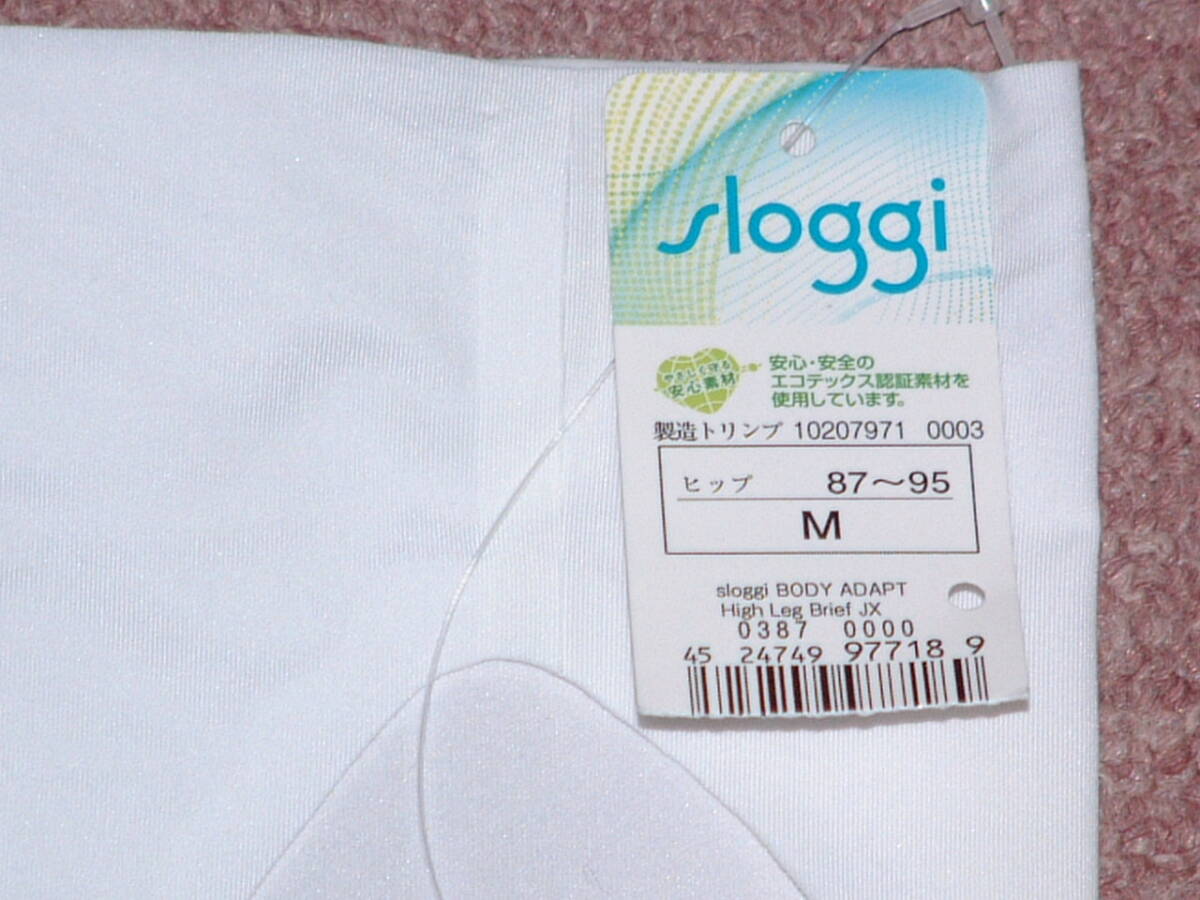 sloggi
やさしく守る
安心素材
安心・安全の
エコテックス認証素材を
使用しています。
製造トリンプ 10207971 0003
ヒップ 87〜95
M
sloggi BODY ADAPT
High Leg Brief JX
0387 0000
45 24749 97718 9